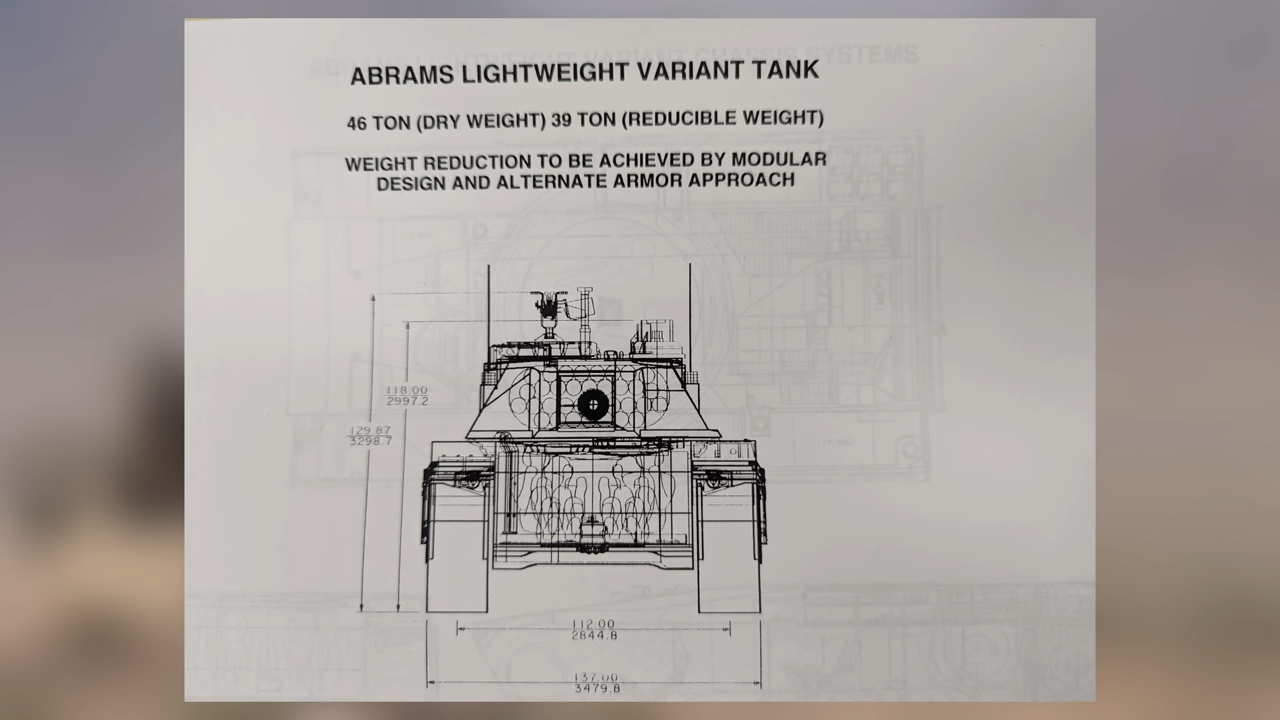 ABRAMS LIGHTWEIGHT VARIANT TANK
46 TON (DRY WEIGHT) 39 TON (REDUCIBLE WEIGHT)
WEIGHT REDUCTION TO BE ACHIEVED BY MODULAR
DESIGN AND ALTERNATE ARMOR APPROACH
118.00
2997.2
129.87
3298.7
112.00
2844.8
137.00
3479.8